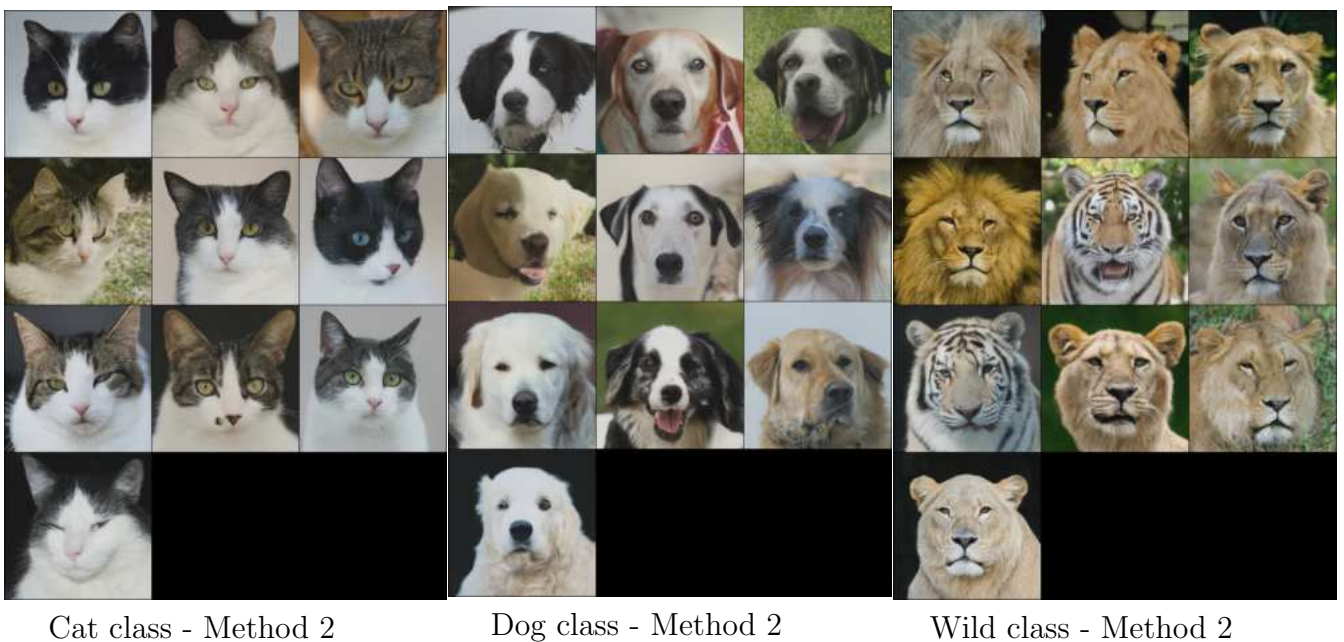 Cat class - Method 2
Dog class - Method 2
Wild class - Method 2